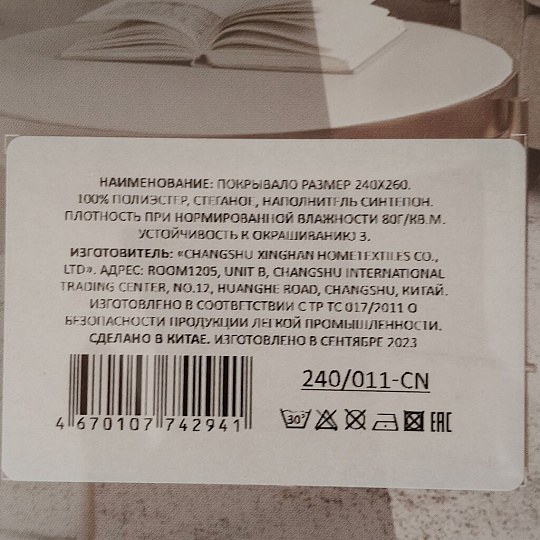 НАИМЕНОВАНИЕ: ПОКРЫВАЛО РАЗМЕР 240X260.
100% ПОЛИЭСТЕР, СТЕГАНОЕ, НАПОЛНИТЕЛЬ СИНТЕПОН.
ПЛОТНОСТЬ ПРИ НОРМИРОВАННОЙ ВЛАЖНОСТИ 80Г/КВ.М.
УСТОЙЧИВОСТЬ К ОКРАШИВАНИЮ 3.
ИЗГОТОВИТЕЛЬ: «CHANGSHU XINGHAN HOMETEXTILES CO.,
LTD». АДРЕС: ROOM1205, UNIT B, CHANGSHU INTERNATIONAL
TRADING CENTER, NO.12, HUANGHE ROAD, CHANGSHU, КИТАЙ.
ИЗГОТОВЛЕНО В СООТВЕТСТВИИ С ТР ТС 017/2011 О
БЕЗОПАСНОСТИ ПРОДУКЦИИ ЛЕГКОЙ ПРОМЫШЛЕННОСТИ.
СДЕЛАНО В КИТАЕ. ИЗГОТОВЛЕНО В СЕНТЯБРЕ 2023
240/011-CN
4 670107 742941
30° EAC